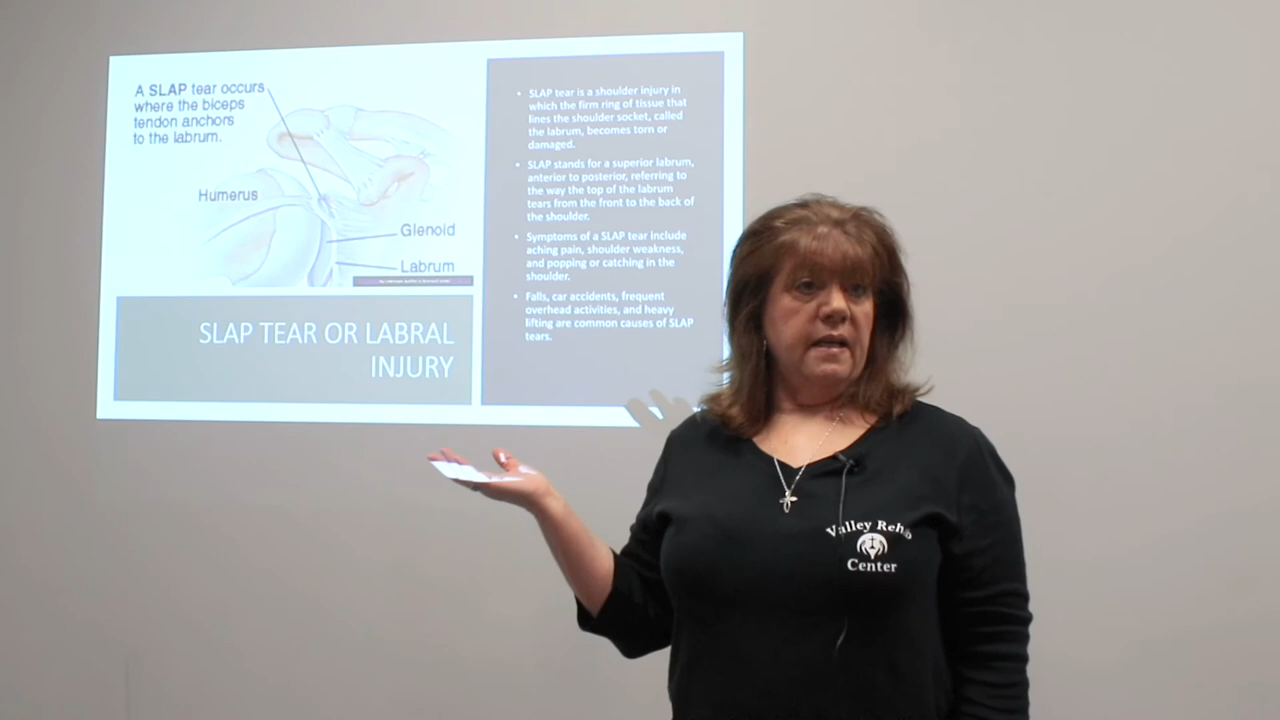 A SLAP tear occurs
where the biceps
tendon anchors
to the labrum.
Humerus
Glenoid
Labrum
SLAP TEAR OR LABRAL
INJURY
• SLAP tear is a shoulder injury in
which the firm ring of tissue that
lines the shoulder socket, called
the labrum, becomes torn or
damaged.
• SLAP stands for a superior labrum,
anterior to posterior, referring to
the way the top of the labrum
tears from the front to the back of
the shoulder.
• Symptoms of a SLAP tear include
aching pain, shoulder weakness,
and popping or catching in the
shoulder.
• Falls, car accidents, frequent
overhead activities, and heavy
lifting are common causes of SLAP
tears.
Valley Rehab
Center